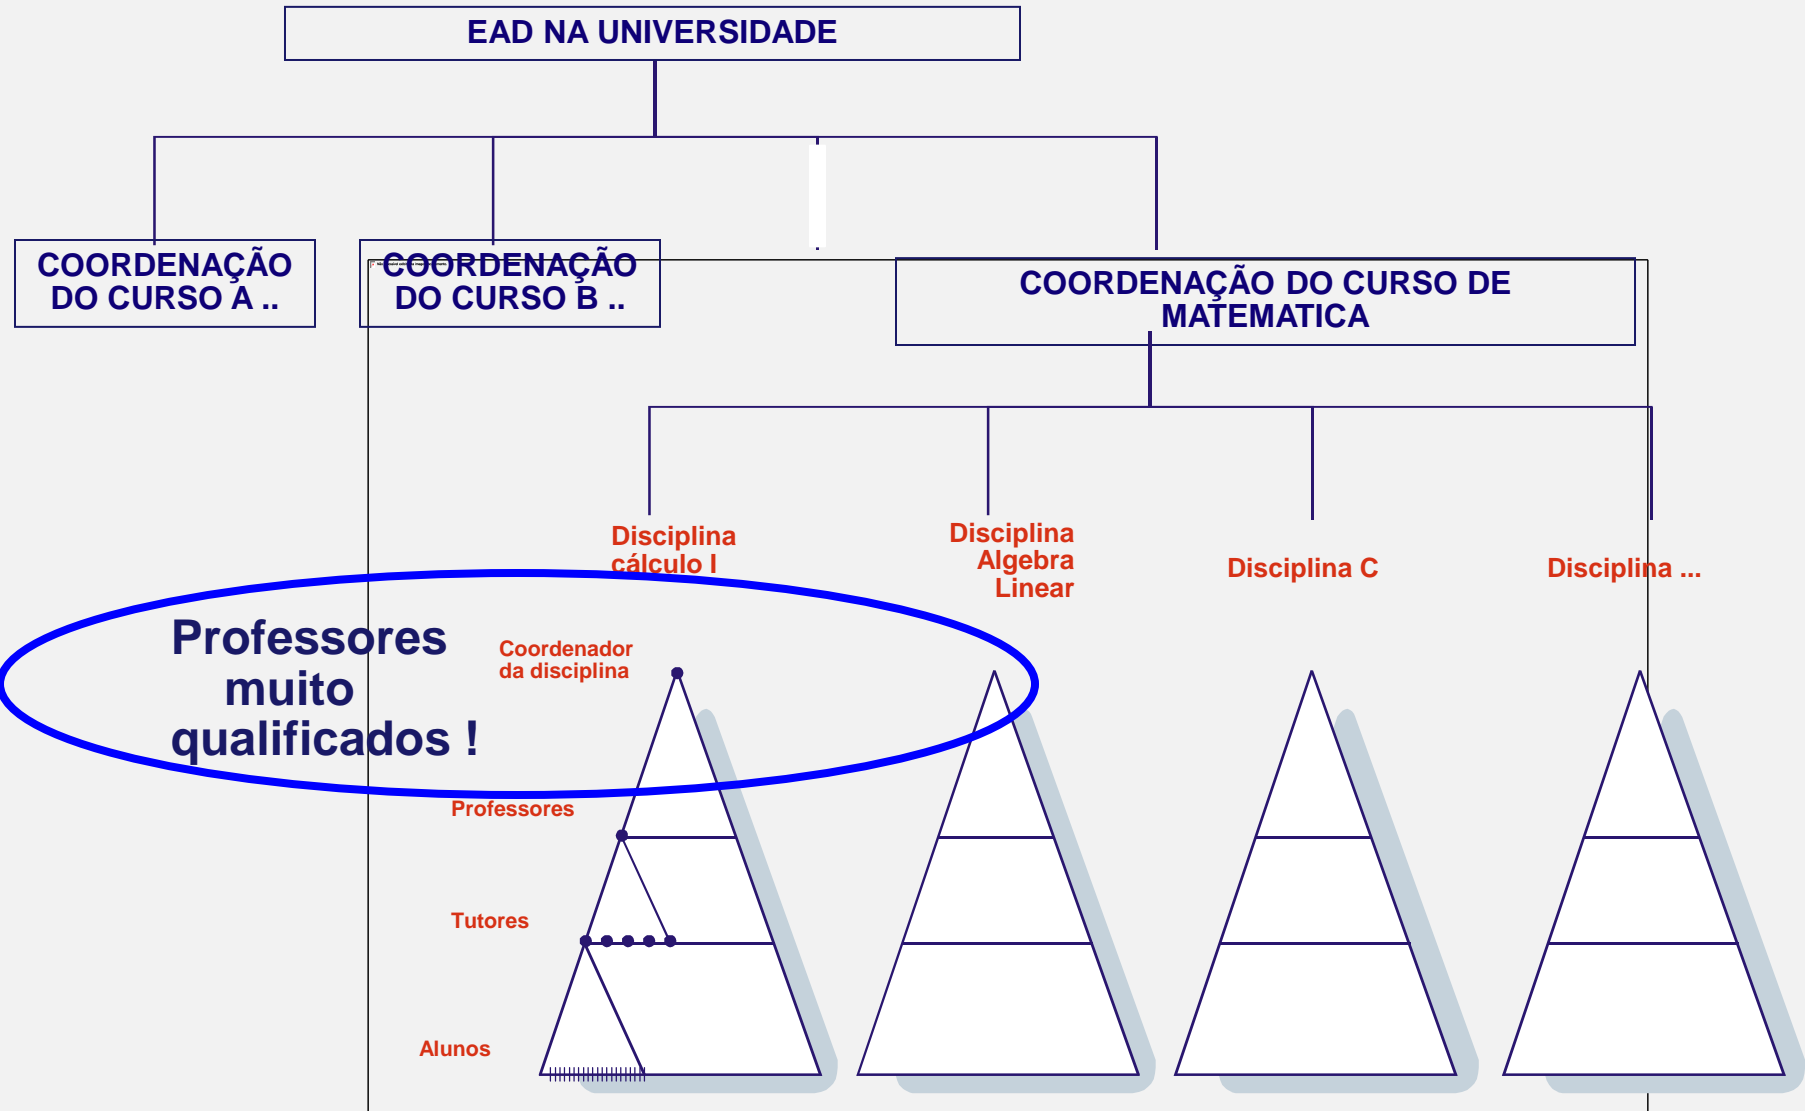 EAD NA UNIVERSIDADE
COORDENAÇÃO
DO CURSO A ..
COORDENAÇÃO
DO CURSO B ..
COORDENAÇÃO DO CURSO DE
MATEMATICA
Disciplina
cálculo I
Disciplina
Algebra
Linear
Disciplina C
Disciplina ...
Professores
muito
qualificados !
Coordenador
da disciplina
Professores
Tutores
Alunos